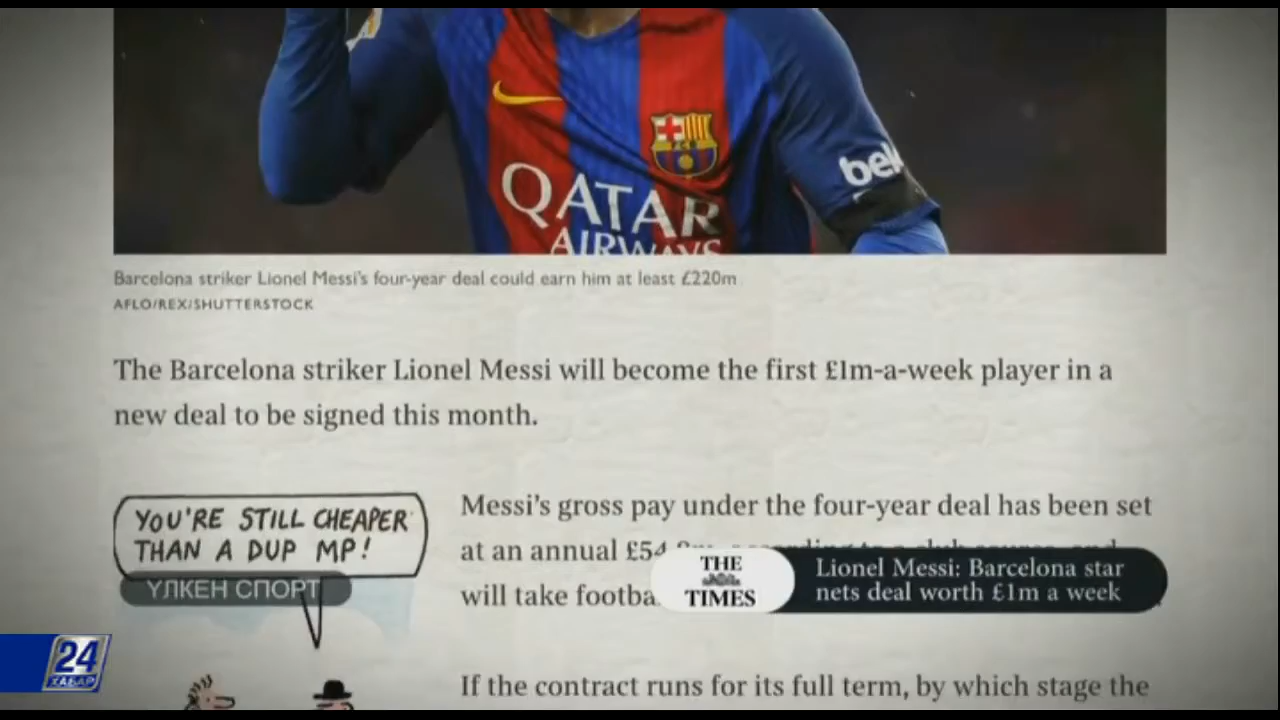 QATAR
AIRWAYS
FCB
Barcelona striker Lionel Messi's four-year deal could earn him at least £220m
AFLO/REX/SHUTTERSTOCK
The Barcelona striker Lionel Messi will become the first £1m-a-week player in a
new deal to be signed this month.
YOU'RE STILL CHEAPER
THAN A DUP MP!
ҮЛКЕН СПОРТ
Messi's gross pay under the four-year deal has been set
at an annual
will take
THE
TIMES
Lionel Messi: Barcelona star
nets deal worth £1m a week
24
ХАБАР
If the contract runs for its full term, by which stage the